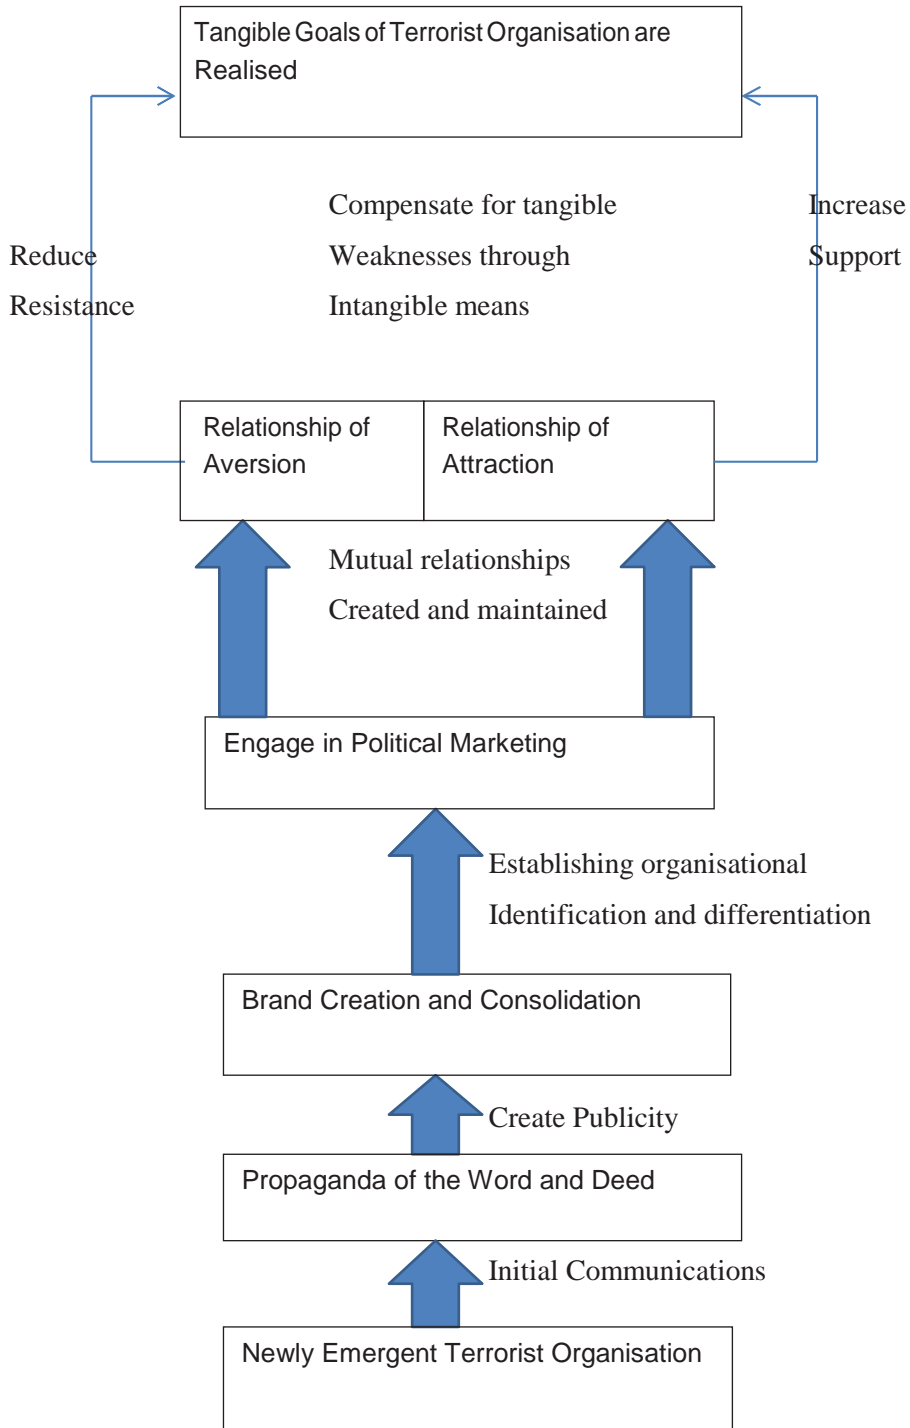 Tangible Goals of Terrorist Organisation are
Realised
Compensate for tangible
Weaknesses through
Intangible means
Reduce
Resistance
Increase
Support
Relationship of
Aversion
Relationship of
Attraction
Mutual relationships
Created and maintained
Engage in Political Marketing
Establishing organisational
Identification and differentiation
Brand Creation and Consolidation
Create Publicity
Propaganda of the Word and Deed
Initial Communications
Newly Emergent Terrorist Organisation